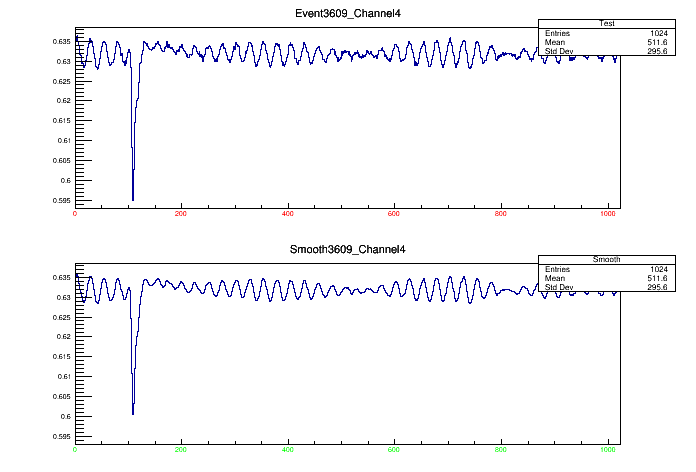 Event3609_Channel4
Test
Entries 1024
Mean 511.6
Std Dev 295.6
0.635
0.63
0.625
0.62
0.615
0.61
0.605
0.6
0.595
0 200 400 600 800 1000
Smooth3609_Channel4
Smooth
Entries 1024
Mean 511.6
Std Dev 295.6
0.635
0.63
0.625
0.62
0.615
0.61
0.605
0.6
0.595
0 200 400 600 800 1000